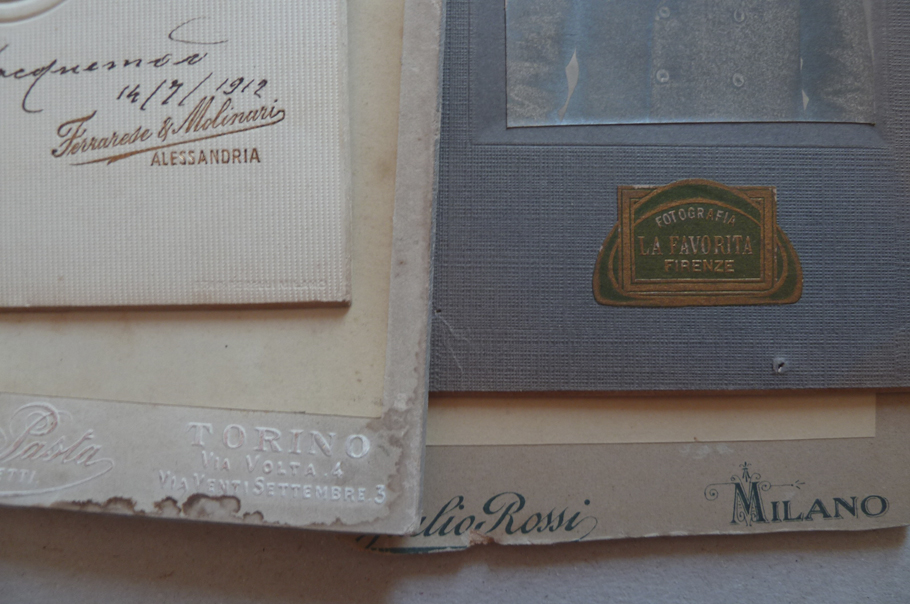 14/7/1912
Ferrarese & Molinari
ALESSANDRIA
FOTOGRAFIA
LA FAVORITA
FIRENZE
Pasta
TORINO
VIA VOLTA. 4
VIA VENTI SETTEMBRE. 3
Rossi
MILANO